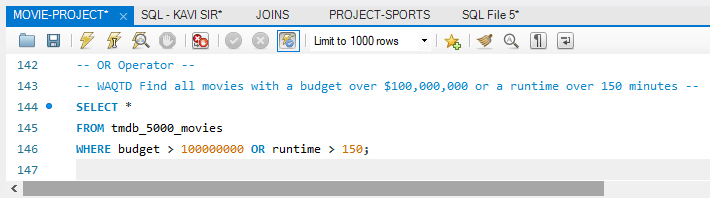 MOVIE-PROJECT* SQL - KAVI SIR* JOINS PROJECT-SPORTS SQL File 5*
Limit to 1000 rows
142 -- OR Operator --
143 -- WAQTD Find all movies with a budget over $100,000,000 or a runtime over 150 minutes --
144 SELECT *
145 FROM tmdb_5000_movies
146 WHERE budget > 100000000 OR runtime > 150;
147